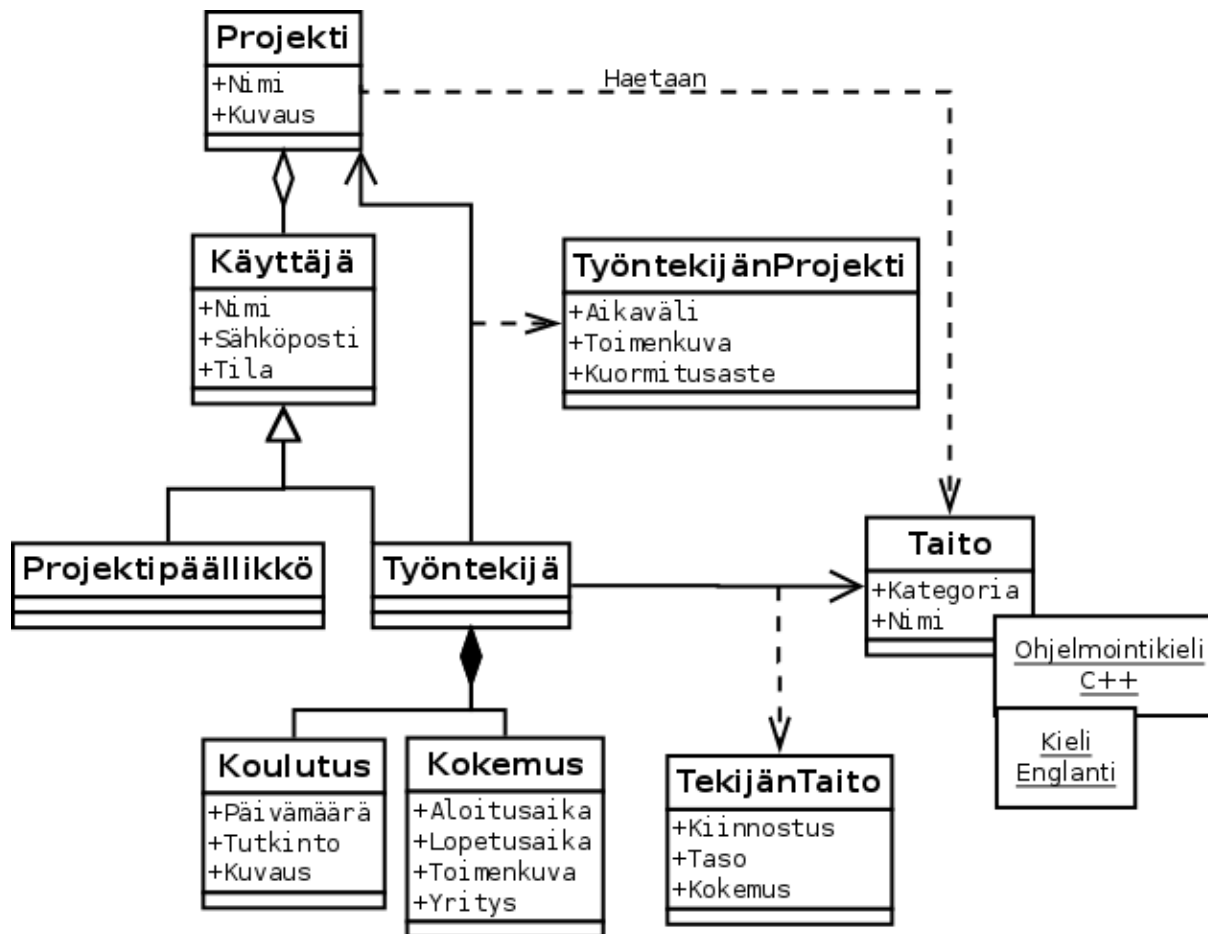 Projekti
+Nimi
+Kuvaus
Haetaan
Käyttäjä
+Nimi
+Sähköposti
+Tila
TyöntekijänProjekti
+Aikaväli
+Toimenkuva
+Kuormitusaste
Projektipäällikkö
Työntekijä
Taito
+Kategoria
+Nimi
Ohjelmointikieli
C++
Kieli
Englanti
Koulutus
+Päivämäärä
+Tutkinto
+Kuvaus
Kokemus
+Aloitusaika
+Lopetusaika
+Toimenkuva
+Yritys
TekijänTaito
+Kiinnostus
+Taso
+Kokemus